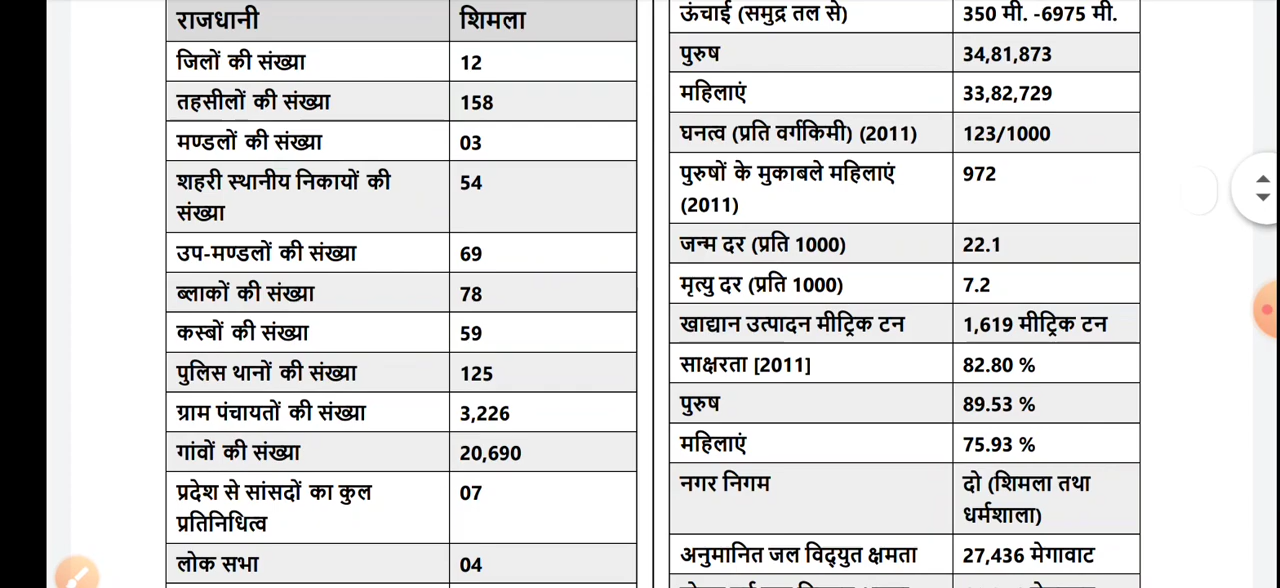 राजधानी शिमला
जिलों की संख्या 12
तहसीलों की संख्या 158
मण्डलों की संख्या 03
शहरी स्थानीय निकायों की 54
संख्या
उप-मण्डलों की संख्या 69
ब्लाकों की संख्या 78
कस्बों की संख्या 59
पुलिस थानों की संख्या 125
ग्राम पंचायतों की संख्या 3,226
गांवों की संख्या 20,690
प्रदेश से सांसदों का कुल 07
प्रतिनिधित्व
लोक सभा 04
ऊंचाई (समुद्र तल से) 350 मी. -6975 मी.
पुरुष 34,81,873
महिलाएं 33,82,729
घनत्व (प्रति वर्गकिमी) (2011) 123/1000
पुरुषों के मुकाबले महिलाएं 972
(2011)
जन्म दर (प्रति 1000) 22.1
मृत्यु दर (प्रति 1000) 7.2
खाद्यान उत्पादन मीट्रिक टन 1,619 मीट्रिक टन
साक्षरता [2011] 82.80 %
पुरुष 89.53 %
महिलाएं 75.93 %
नगर निगम दो (शिमला तथा
धर्मशाला)
अनुमानित जल विद्युत क्षमता 27,436 मेगावाट